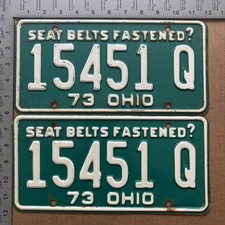 SEAT BELTS FASTENED?
15451 Q
73 OHIO
SEAT BELTS FASTENED?
15451 Q
73 OHIO